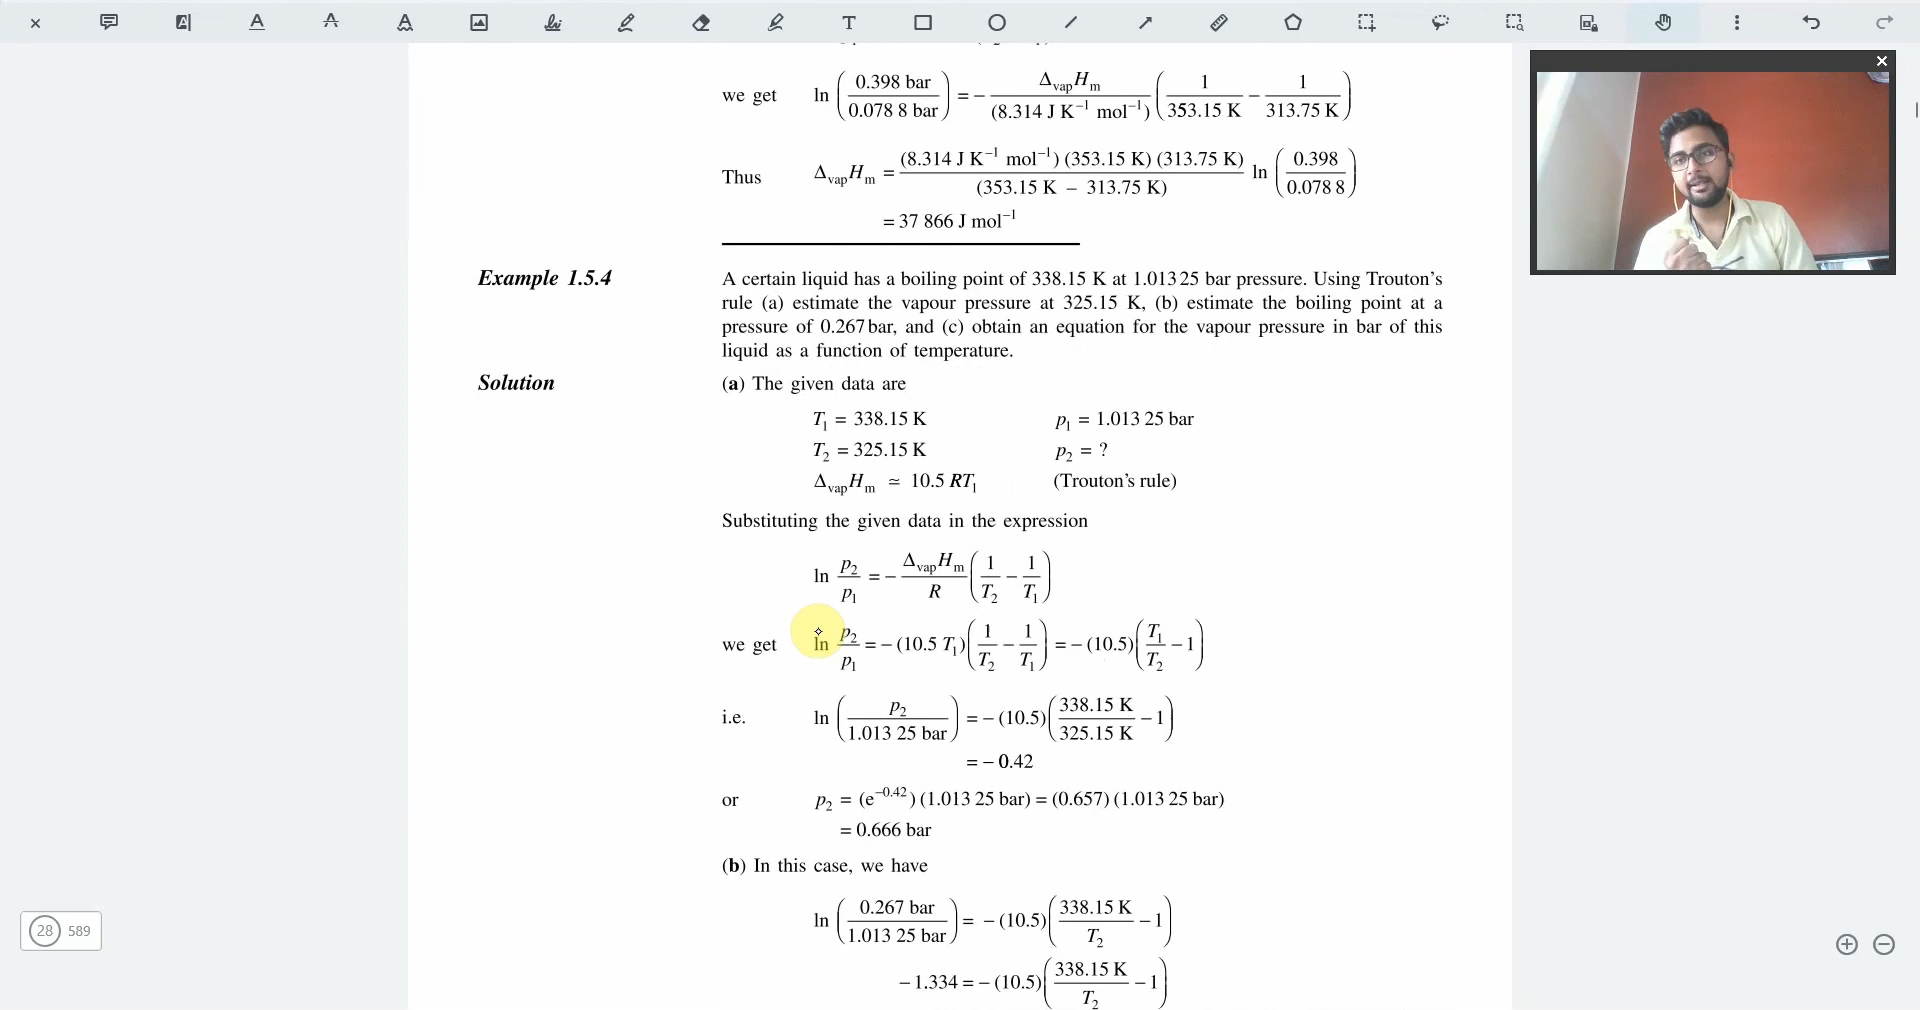 we get ln (0.398 bar / 0.078 8 bar) = − Δ_vap H_m / (8.314 J K⁻¹ mol⁻¹) (1 / 353.15 K − 1 / 313.75 K)
Thus Δ_vap H_m = (8.314 J K⁻¹ mol⁻¹) (353.15 K) (313.75 K) / (353.15 K − 313.75 K) ln (0.398 / 0.078 8)
= 37 866 J mol⁻¹
Example 1.5.4 A certain liquid has a boiling point of 338.15 K at 1.013 25 bar pressure. Using Trouton's
rule (a) estimate the vapour pressure at 325.15 K, (b) estimate the boiling point at a
pressure of 0.267 bar, and (c) obtain an equation for the vapour pressure in bar of this
liquid as a function of temperature.
Solution (a) The given data are
T₁ = 338.15 K p₁ = 1.013 25 bar
T₂ = 325.15 K p₂ = ?
Δ_vap H_m ≃ 10.5 RT₁ (Trouton's rule)
Substituting the given data in the expression
ln p₂/p₁ = − Δ_vap H_m / R (1/T₂ − 1/T₁)
we get ln p₂/p₁ = − (10.5 T₁) (1/T₂ − 1/T₁) = − (10.5) (T₁/T₂ − 1)
i.e. ln (p₂ / 1.013 25 bar) = − (10.5) (338.15 K / 325.15 K − 1)
= − 0.42
or p₂ = (e^−0.42) (1.013 25 bar) = (0.657) (1.013 25 bar)
= 0.666 bar
(b) In this case, we have
ln (0.267 bar / 1.013 25 bar) = − (10.5) (338.15 K / T₂ − 1)
− 1.334 = − (10.5) (338.15 K / T₂ − 1)
28 589